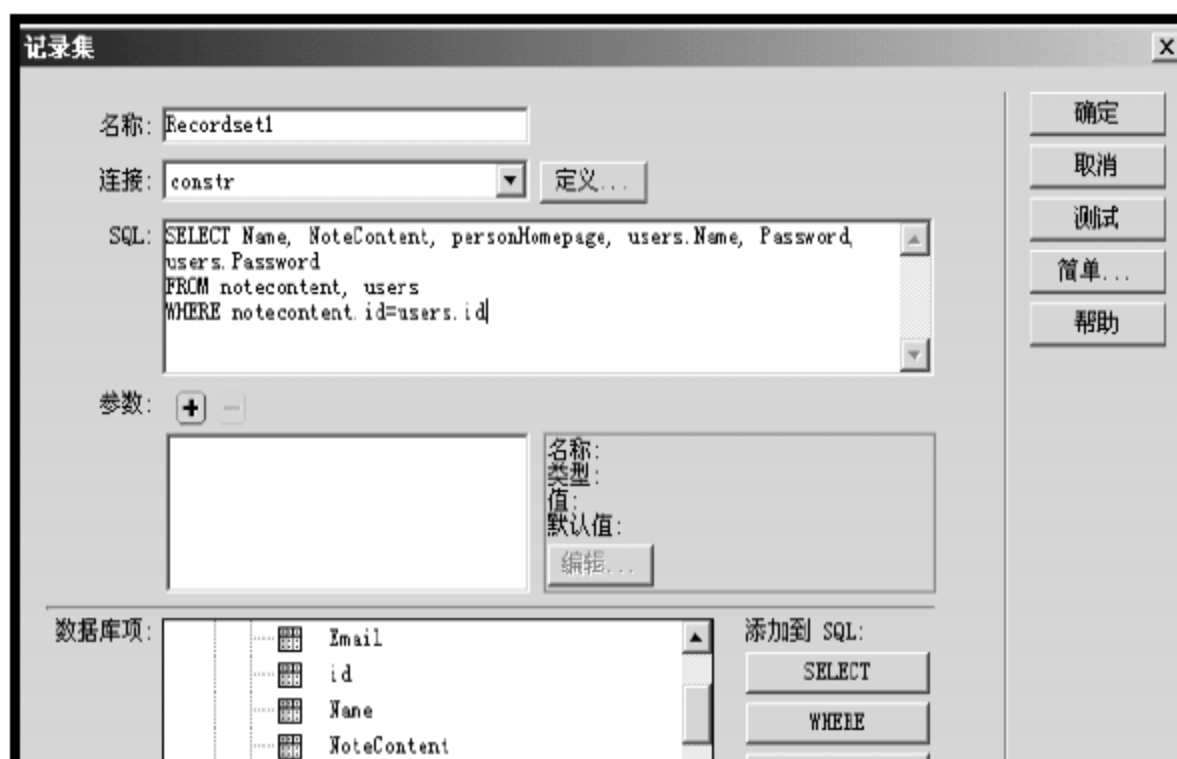 记录集
名称: Recordset1
确定
连接: constr 定义...
取消
SQL: SELECT Name, NoteContent, personHomepage, users.Name, Password,
users.Password
FROM notecontent, users
WHERE notecontent.id=users.id
测试
简单...
帮助
参数:
名称:
类型:
值:
默认值:
编辑...
数据库项:
Email
id
Name
NoteContent
添加到 SQL:
SELECT
WHERE